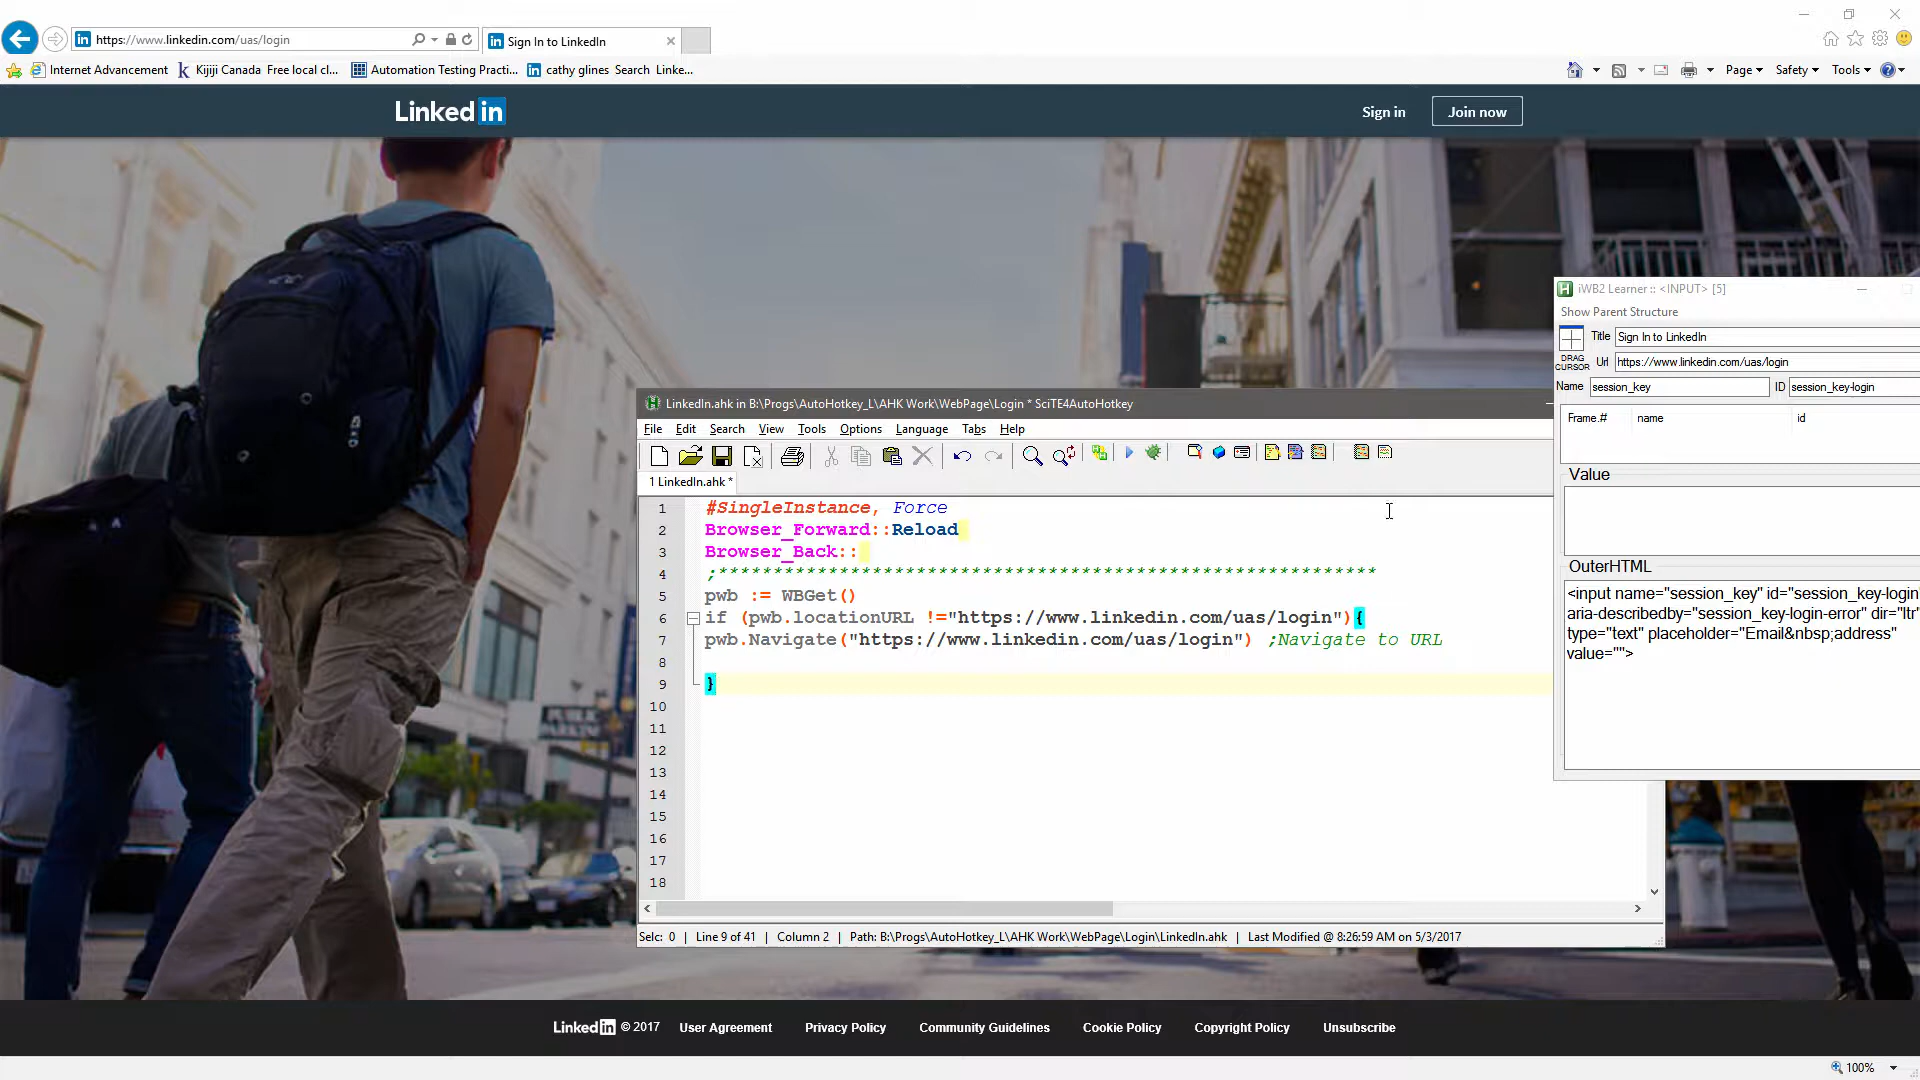 https://www.linkedin.com/uas/login
in Sign In to LinkedIn
Internet Advancement
Kijiji Canada Free local cl...
Automation Testing Practi...
in cathy glines Search Linke...
Page
Safety
Tools
Linked in
Sign in
Join now
iWB2 Learner :: <INPUT> [5]
Show Parent Structure
Title Sign In to LinkedIn
DRAG CURSOR
Url https://www.linkedin.com/uas/login
Name session_key ID session_key-login
Frame.# name id
Value
OuterHTML
<input name="session_key" id="session_key-login"
aria-describedby="session_key-login-error" dir="ltr"
type="text" placeholder="Email&nbsp;address"
value="">
LinkedIn.ahk in B:\Progs\AutoHotkey_L\AHK Work\WebPage\Login * SciTE4AutoHotkey
File Edit Search View Tools Options Language Tabs Help
1 LinkedIn.ahk *
1 #SingleInstance, Force
2 Browser_Forward::Reload
3 Browser_Back::
4 ;************************************************************
5 pwb := WBGet()
6 if (pwb.locationURL !="https://www.linkedin.com/uas/login"){
7 pwb.Navigate("https://www.linkedin.com/uas/login") ;Navigate to URL
8
9 }
10
11
12
13
14
15
16
17
18
Selc: 0 | Line 9 of 41 | Column 2 | Path: B:\Progs\AutoHotkey_L\AHK Work\WebPage\Login\LinkedIn.ahk | Last Modified @ 8:26:59 AM on 5/3/2017
PUBLIC
PARKING
Linked in © 2017 User Agreement Privacy Policy Community Guidelines Cookie Policy Copyright Policy Unsubscribe
100%